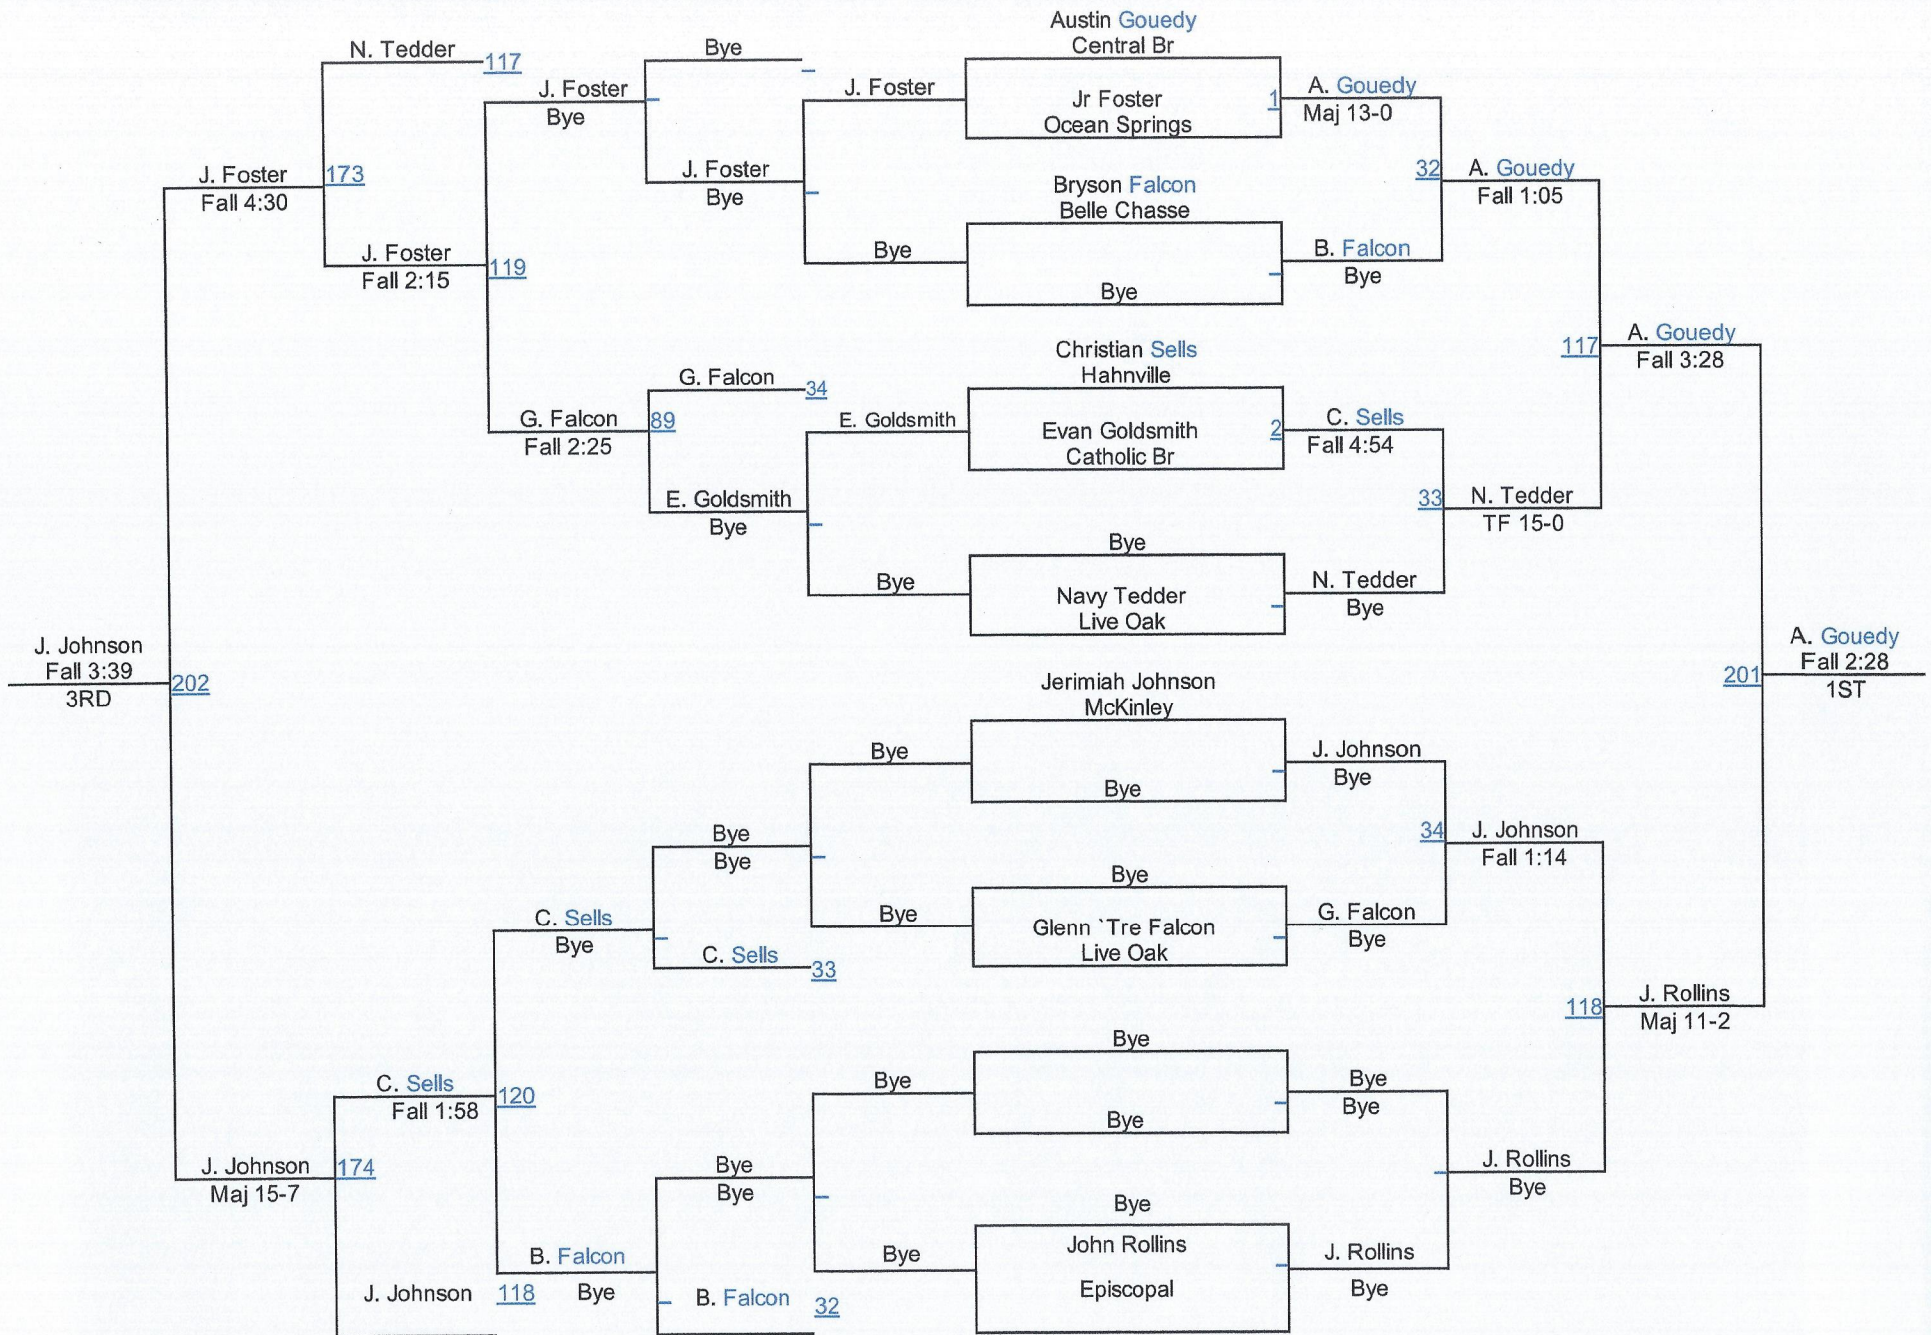 Austin Gouedy
N. Tedder
117
Bye
Central Br
J. Foster
Bye
J. Foster
Jr Foster
Ocean Springs
1
A. Gouedy
Maj 13-0
J. Foster
Fall 4:30
173
J. Foster
Bye
Bryson Falcon
Belle Chasse
32
A. Gouedy
Fall 1:05
J. Foster
Fall 2:15
119
Bye
Bye
B. Falcon
Bye
Christian Sells
Hahnville
117
A. Gouedy
Fall 3:28
G. Falcon
34
G. Falcon
Fall 2:25
89
E. Goldsmith
Evan Goldsmith
Catholic Br
2
C. Sells
Fall 4:54
E. Goldsmith
Bye
33
N. Tedder
TF 15-0
Bye
Bye
Navy Tedder
Live Oak
N. Tedder
Bye
J. Johnson
Fall 3:39
3RD
202
201
A. Gouedy
Fall 2:28
1ST
Jerimiah Johnson
McKinley
Bye
Bye
J. Johnson
Bye
Bye
Bye
34
J. Johnson
Fall 1:14
Bye
C. Sells
Bye
Bye
Glenn `Tre Falcon
Live Oak
G. Falcon
Bye
C. Sells
33
118
J. Rollins
Maj 11-2
Bye
C. Sells
Fall 1:58
120
Bye
Bye
Bye
Bye
J. Johnson
Maj 15-7
174
Bye
Bye
J. Rollins
Bye
Bye
B. Falcon
Bye
Bye
John Rollins
Episcopal
J. Rollins
Bye
J. Johnson
118
B. Falcon
32